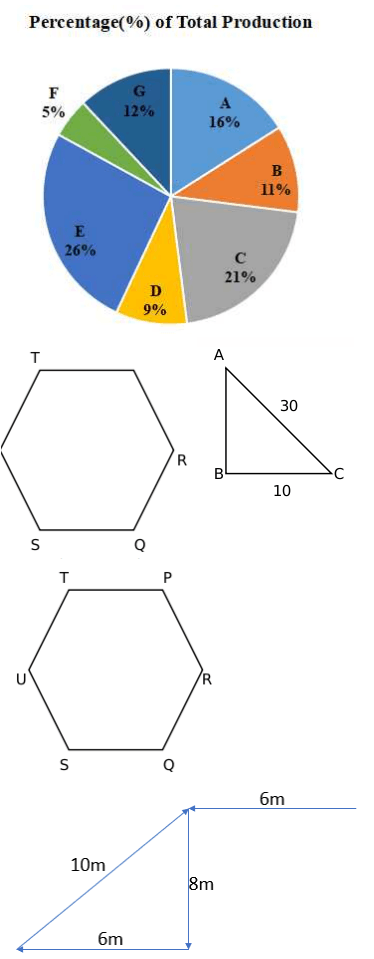 Percentage(%) of Total Production
F
5%
G
12%
A
16%
B
11%
E
26%
C
21%
D
9%
T
R
S
Q
A
30
B
C
10
T
P
U
R
S
Q
6m
10m
8m
6m